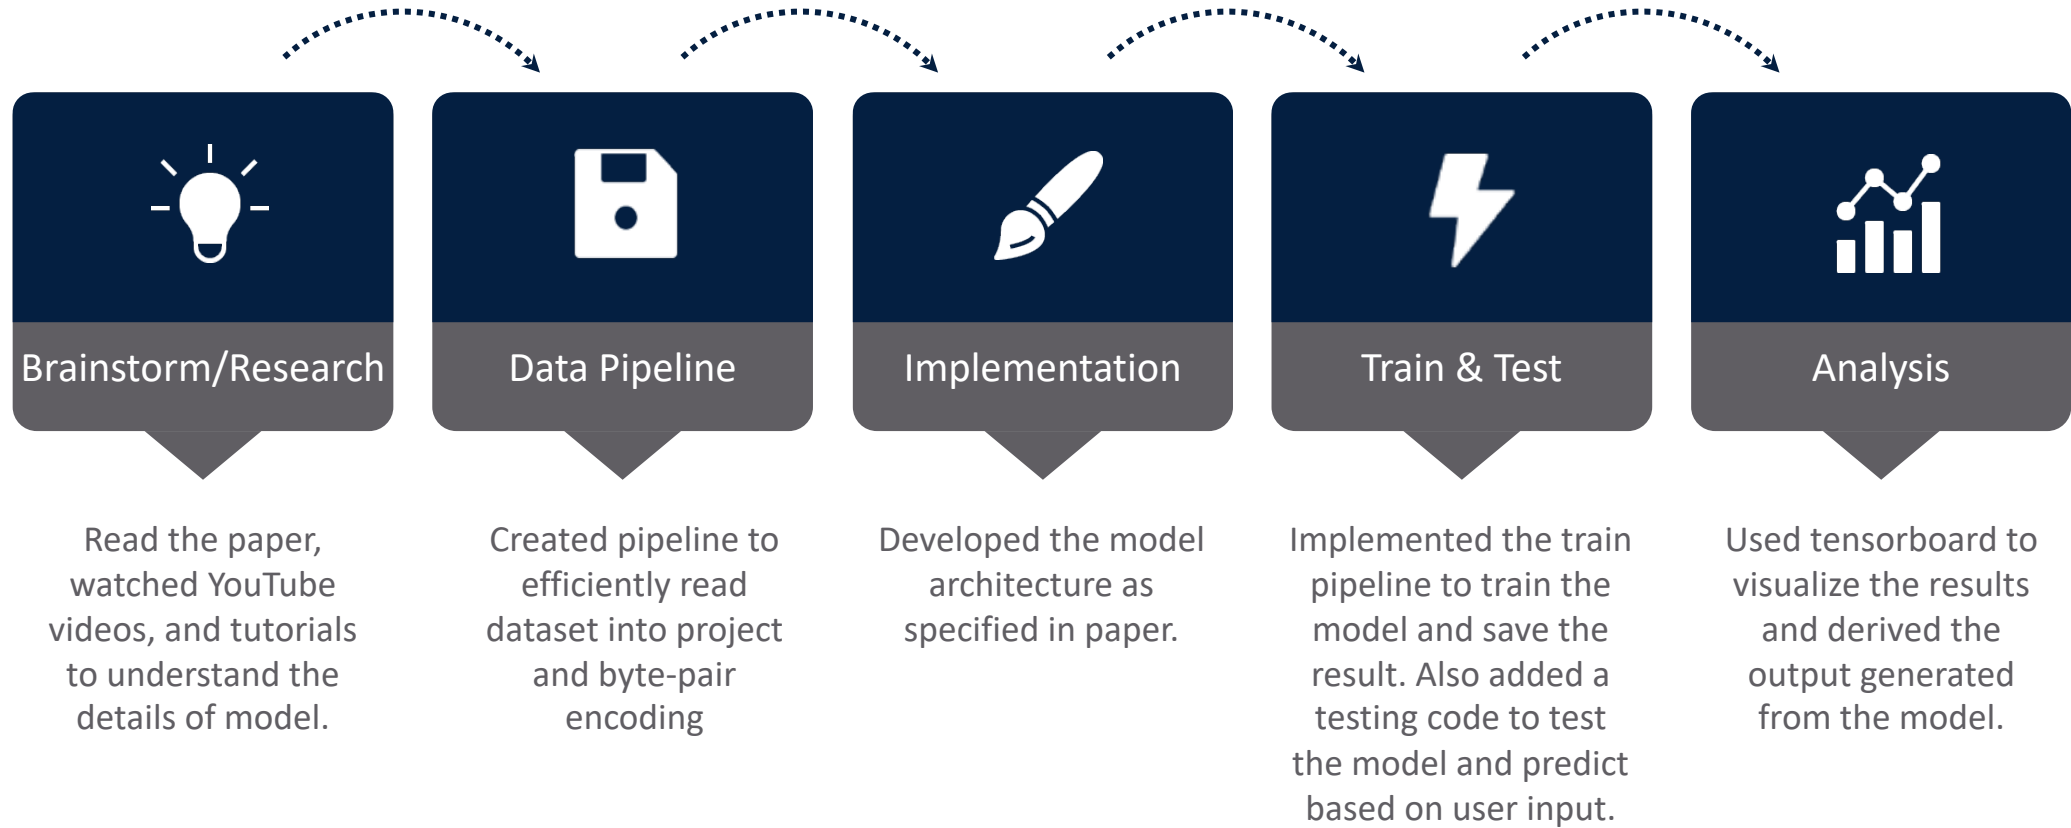 Brainstorm/Research
Data Pipeline
Implementation
Train & Test
Analysis
Read the paper,
watched YouTube
videos, and tutorials
to understand the
details of model.
Created pipeline to
efficiently read
dataset into project
and byte-pair
encoding
Developed the model
architecture as
specified in paper.
Implemented the train
pipeline to train the
model and save the
result. Also added a
testing code to test
the model and predict
based on user input.
Used tensorboard to
visualize the results
and derived the
output generated
from the model.